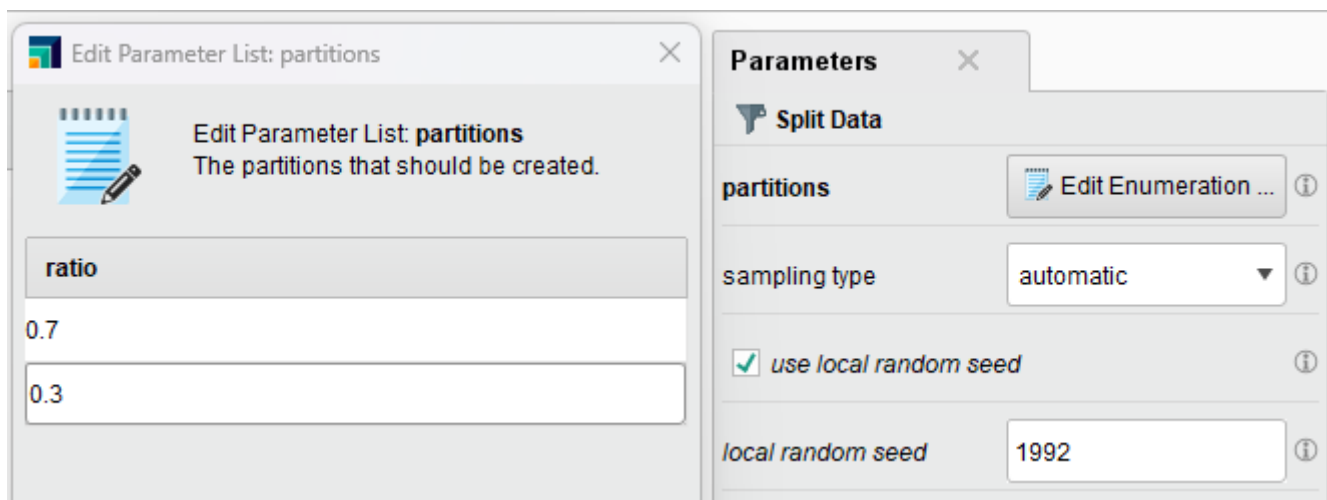 Edit Parameter List: partitions
Edit Parameter List: partitions
The partitions that should be created.
ratio
0.7
0.3
Parameters
Split Data
partitions
Edit Enumeration ...
sampling type
automatic
use local random seed
local random seed
1992